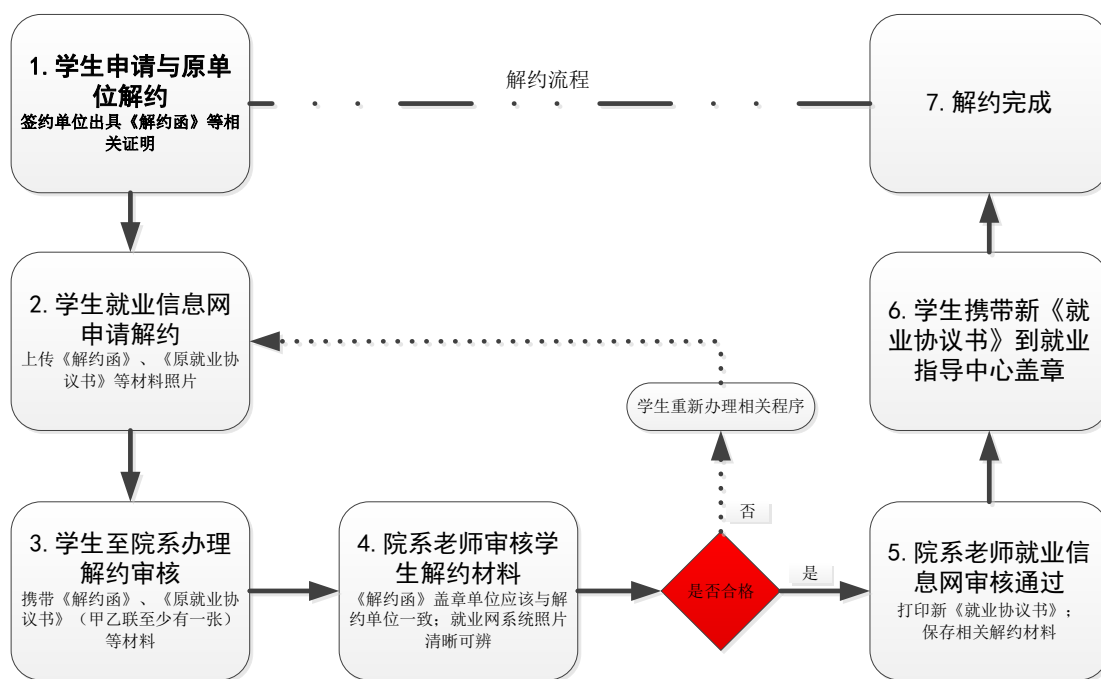 1. 学生申请与原单
位解约
签约单位出具《解约函》等相
关证明
解约流程
7. 解约完成
2. 学生就业信息网
申请解约
上传《解约函》、《原就业协
议书》等材料照片
6. 学生携带新《就
业协议书》到就业
指导中心盖章
学生重新办理相关程序
否
3. 学生至院系办理
解约审核
携带《解约函》、《原就业协
议书》（甲乙联至少有一张）
等材料
4. 院系老师审核学
生解约材料
《解约函》盖章单位应该与解
约单位一致；就业网系统照片
清晰可辨
是否合格
是
5. 院系老师就业信
息网审核通过
打印新《就业协议书》；
保存相关解约材料